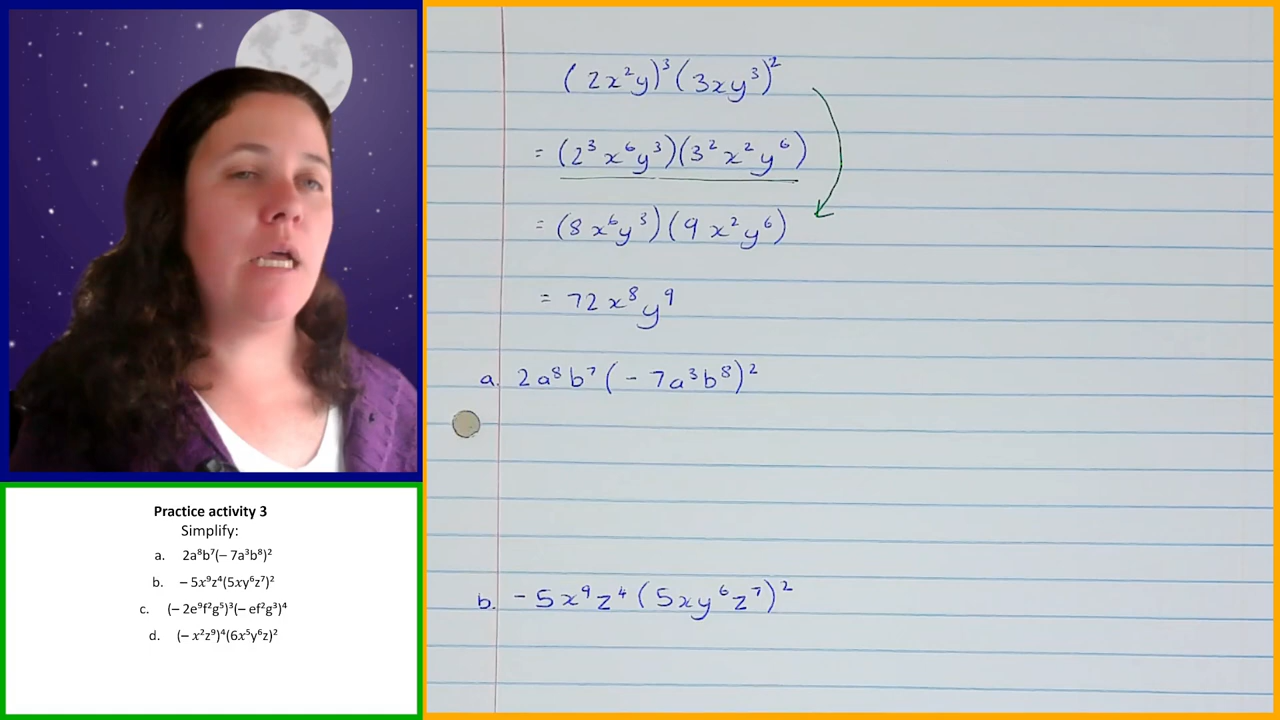 (2x²y)³(3xy³)²
= (2³x⁶y³)(3²x²y⁶)
= (8x⁶y³)(9x²y⁶)
= 72x⁸y⁹
a. 2a⁸b⁷(- 7a³b⁸)²
b. -5x⁹z⁴(5xy⁶z⁷)²
Practice activity 3
Simplify:
a. 2a⁸b⁷(– 7a³b⁸)²
b. – 5x⁹z⁴(5xy⁶z⁷)²
c. (– 2e⁹f²g⁵)³(– ef²g³)⁴
d. (– x²z⁹)⁴(6x⁵y⁶z)²